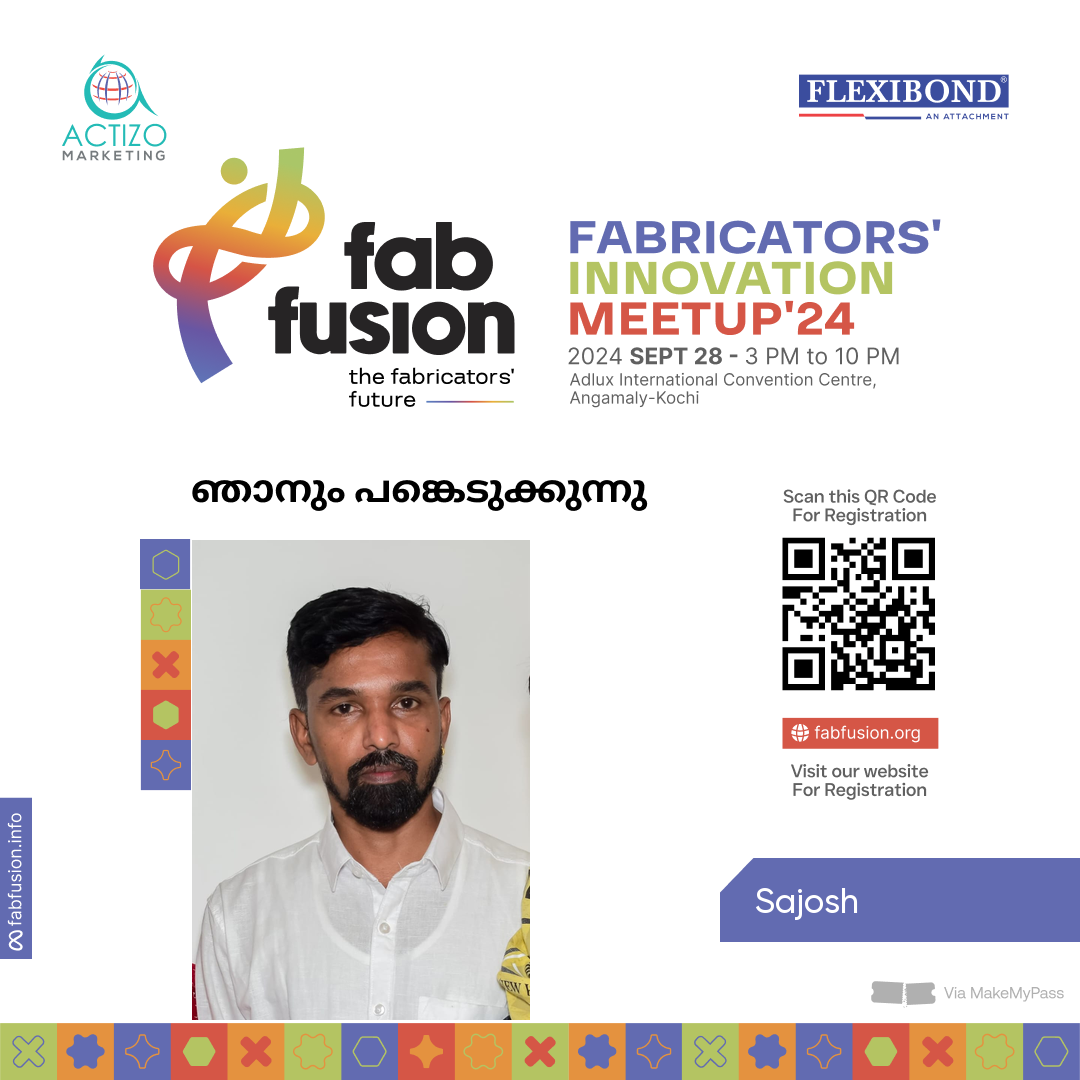 ACTIZO
MARKETING
FLEXIBOND®
AN ATTACHMENT
fab
fusion
the fabricators'
future
FABRICATORS'
INNOVATION
MEETUP'24
2024 SEPT 28 - 3 PM to 10 PM
Adlux International Convention Centre,
Angamaly-Kochi
ഞാനും പങ്കെടുക്കുന്നു
Scan this QR Code
For Registration
fabfusion.org
Visit our website
For Registration
fabfusion.info
Sajosh
Via MakeMyPass